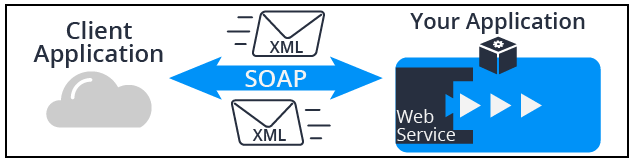 Client
Application
XML
SOAP
XML
Your Application
Web
Service